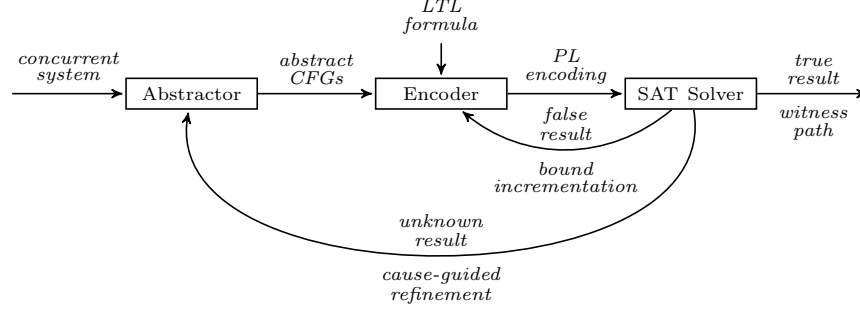 LTL
formula
concurrent
system
abstract
CFGs
PL
encoding
true
result
Abstractor
Encoder
SAT Solver
false
result
witness
path
bound
incrementation
unknown
result
cause-guided
refinement